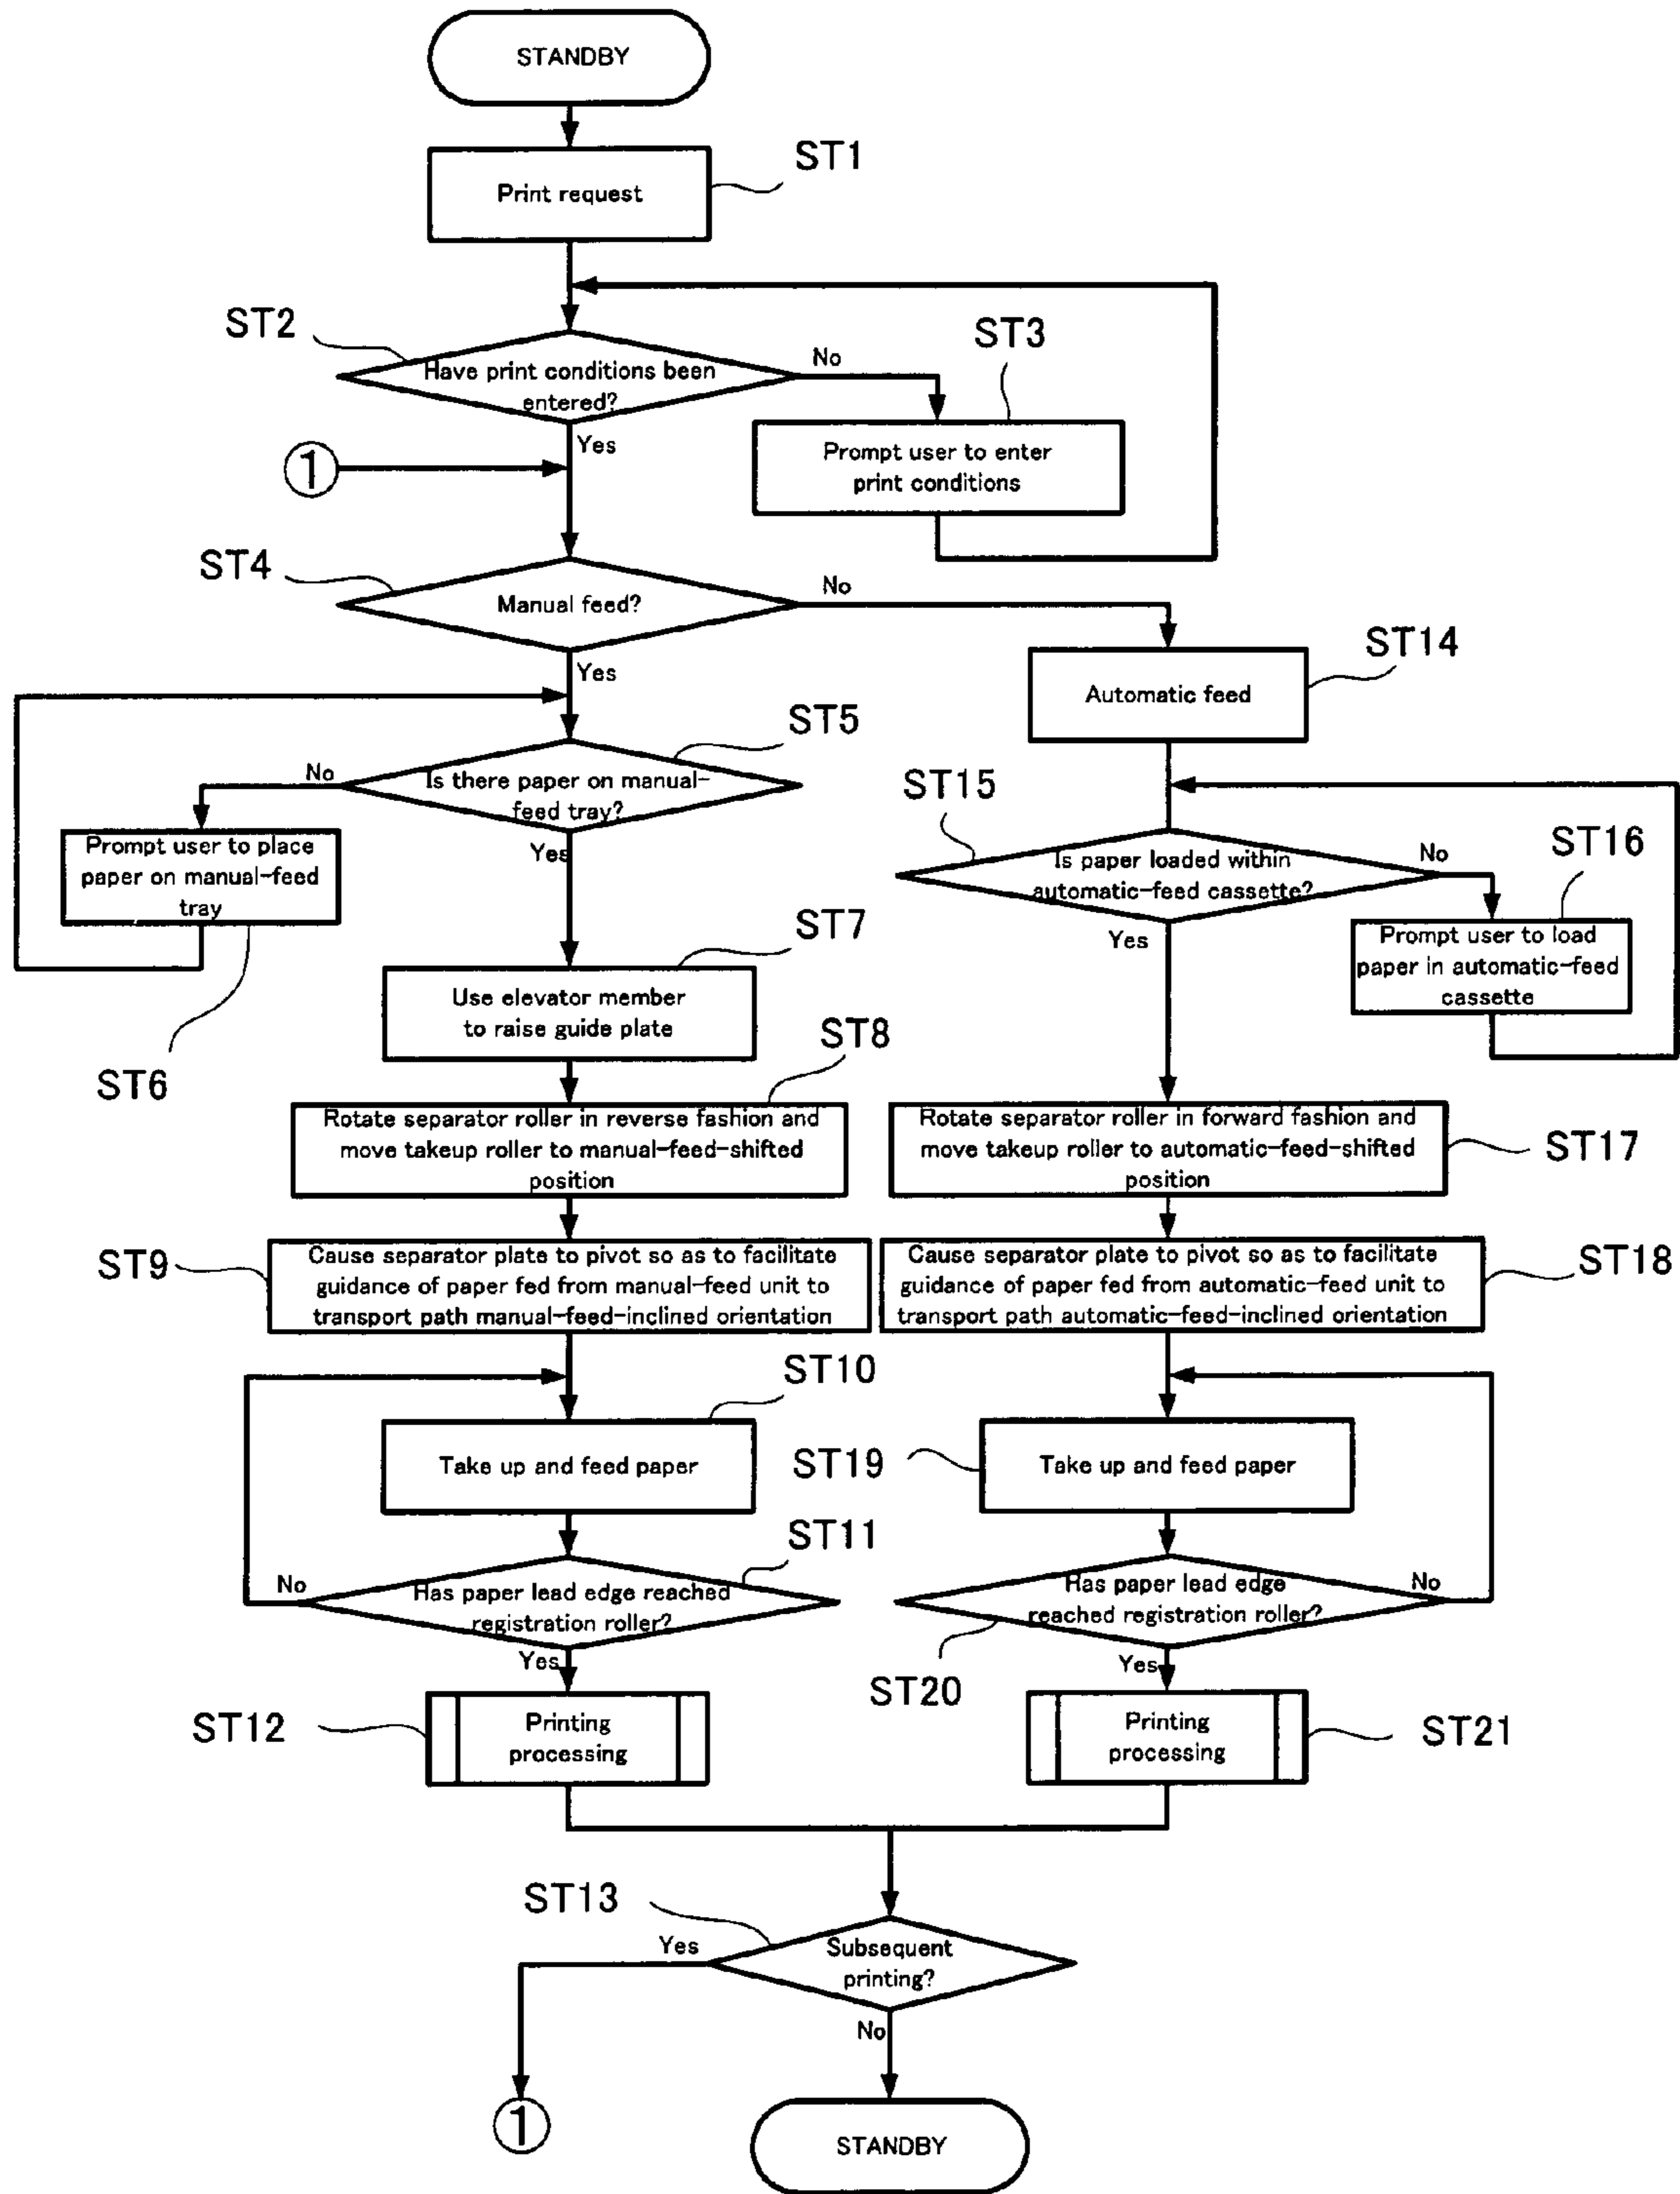 STANDBY
ST1
Print request
ST2
Have print conditions been
entered?
No
ST3
Yes
Prompt user to enter
print conditions
①
ST4
Manual feed?
No
Yes
ST14
Automatic feed
ST5
Is there paper on manual-
feed tray?
No
Yes
Prompt user to place
paper on manual-feed
tray
ST6
ST15
Is paper loaded within
automatic-feed cassette?
No
Yes
ST16
Prompt user to load
paper in automatic-feed
cassette
ST7
Use elevator member
to raise guide plate
ST8
Rotate separator roller in reverse fashion and
move takeup roller to manual-feed-shifted
position
Rotate separator roller in forward fashion and
move takeup roller to automatic-feed-shifted
position
ST17
ST9
Cause separator plate to pivot so as to facilitate
guidance of paper fed from manual-feed unit to
transport path manual-feed-inclined orientation
Cause separator plate to pivot so as to facilitate
guidance of paper fed from automatic-feed unit to
transport path automatic-feed-inclined orientation
ST18
ST10
Take up and feed paper
ST19
Take up and feed paper
ST11
No
Has paper lead edge reached
registration roller?
Yes
Has paper lead edge
reached registration roller?
No
ST20
Yes
ST12
Printing
processing
Printing
processing
ST21
ST13
Yes
Subsequent
printing?
No
①
STANDBY